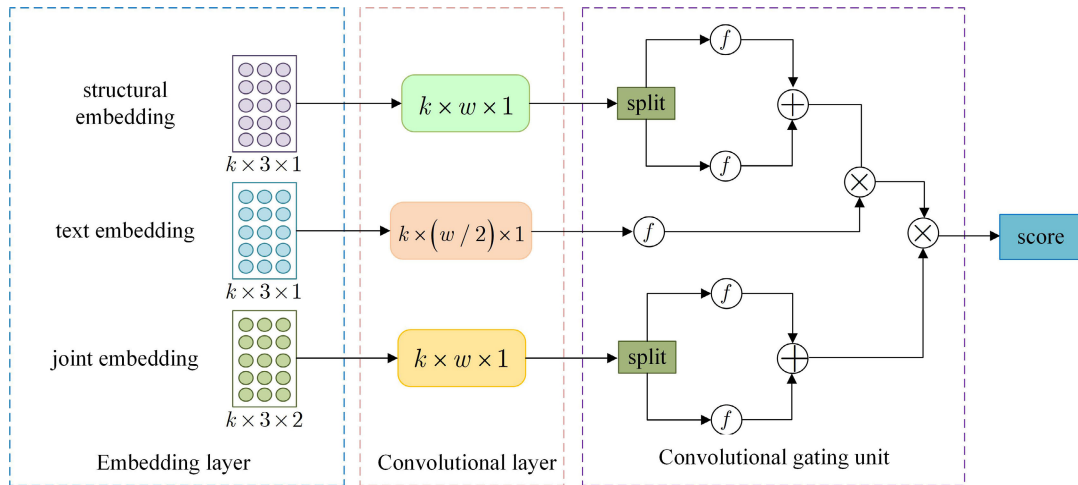 structural
embedding
k × 3 × 1
k × w × 1
split
f
f
+
×
text embedding
k × 3 × 1
k × (w / 2) × 1
f
×
score
joint embedding
k × 3 × 2
k × w × 1
split
f
f
+
Embedding layer
Convolutional layer
Convolutional gating unit